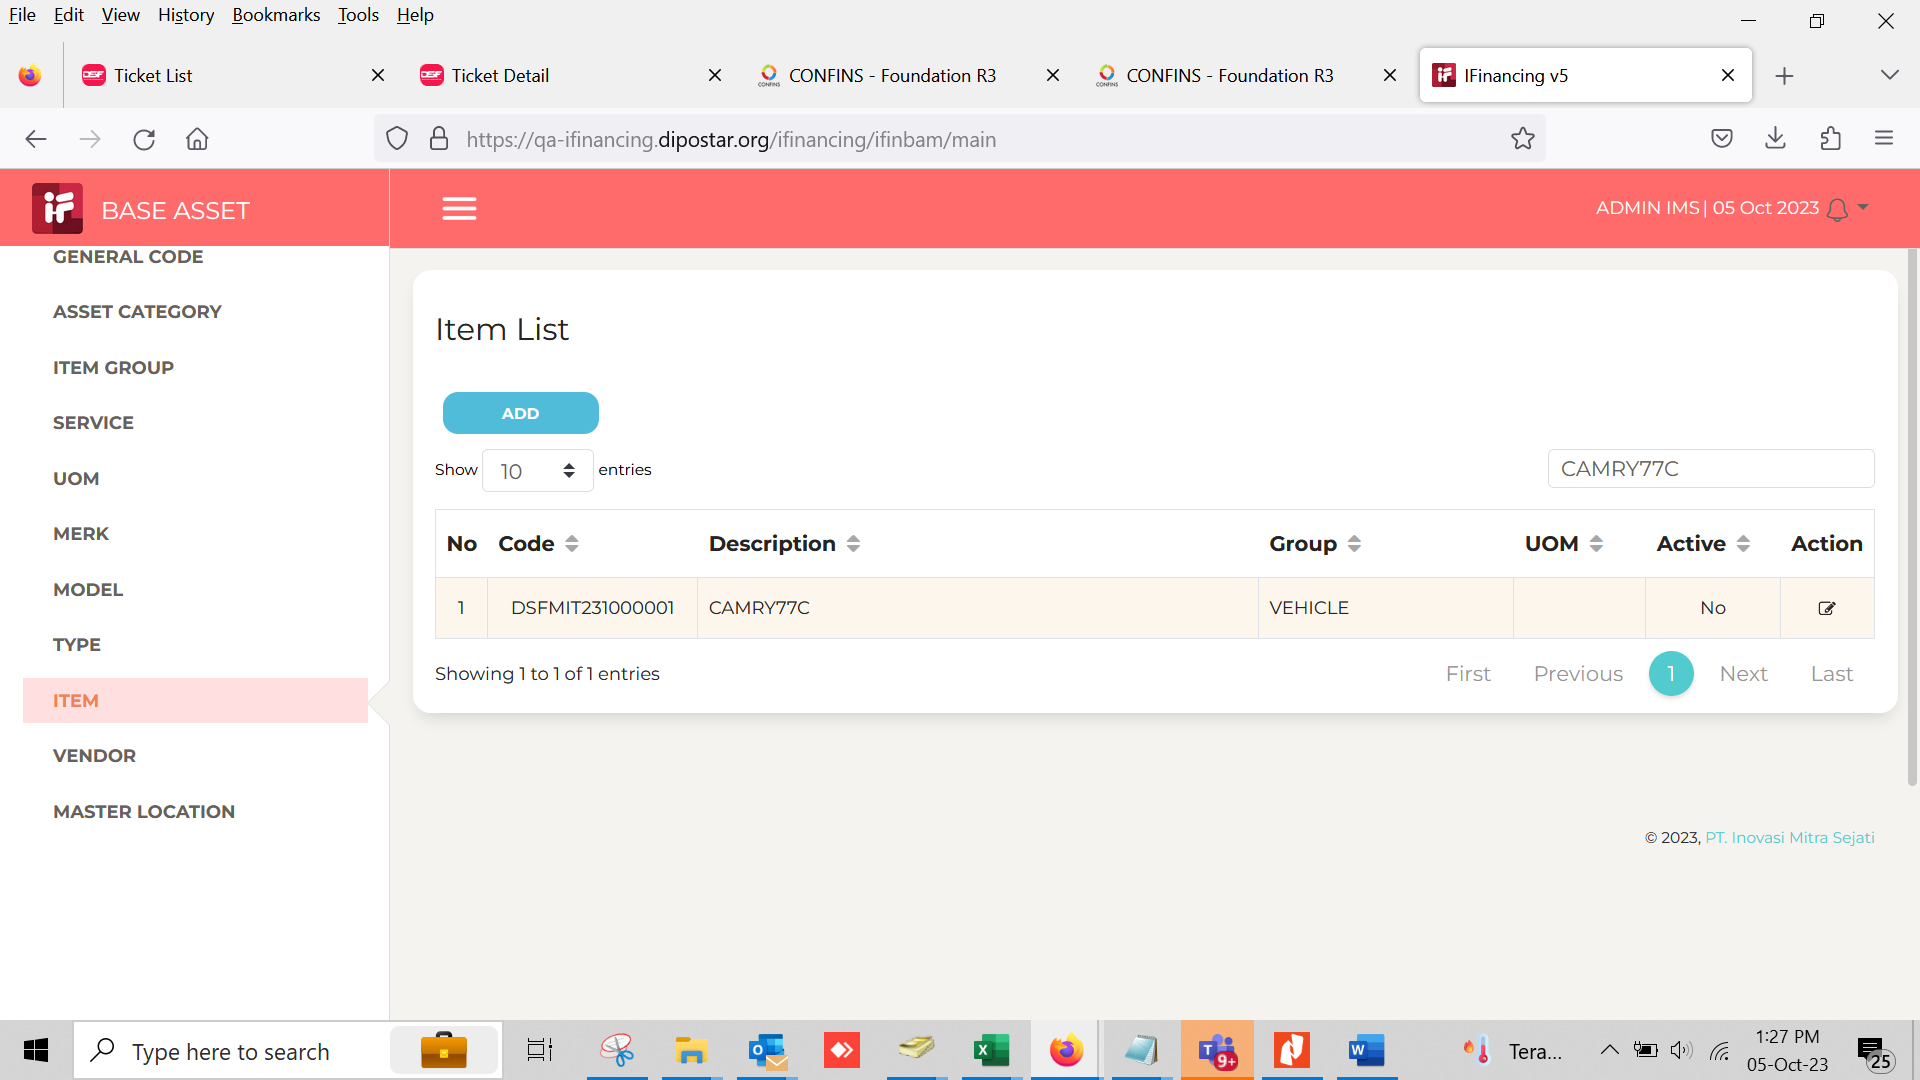 File Edit View History Bookmarks Tools Help
Ticket List
Ticket Detail
CONFINS - Foundation R3
CONFINS - Foundation R3
IFinancing v5
https://qa-ifinancing.dipostar.org/ifinancing/ifinbam/main
iF BASE ASSET
ADMIN IMS | 05 Oct 2023
GENERAL CODE
ASSET CATEGORY
ITEM GROUP
SERVICE
UOM
MERK
MODEL
TYPE
ITEM
VENDOR
MASTER LOCATION
Item List
ADD
Show 10 entries
CAMRY77C
No Code Description Group UOM Active Action
1 DSFMIT231000001 CAMRY77C VEHICLE No
Showing 1 to 1 of 1 entries
First Previous 1 Next Last
© 2023, PT. Inovasi Mitra Sejati
Type here to search
9+
Tera...
1:27 PM
05-Oct-23
25